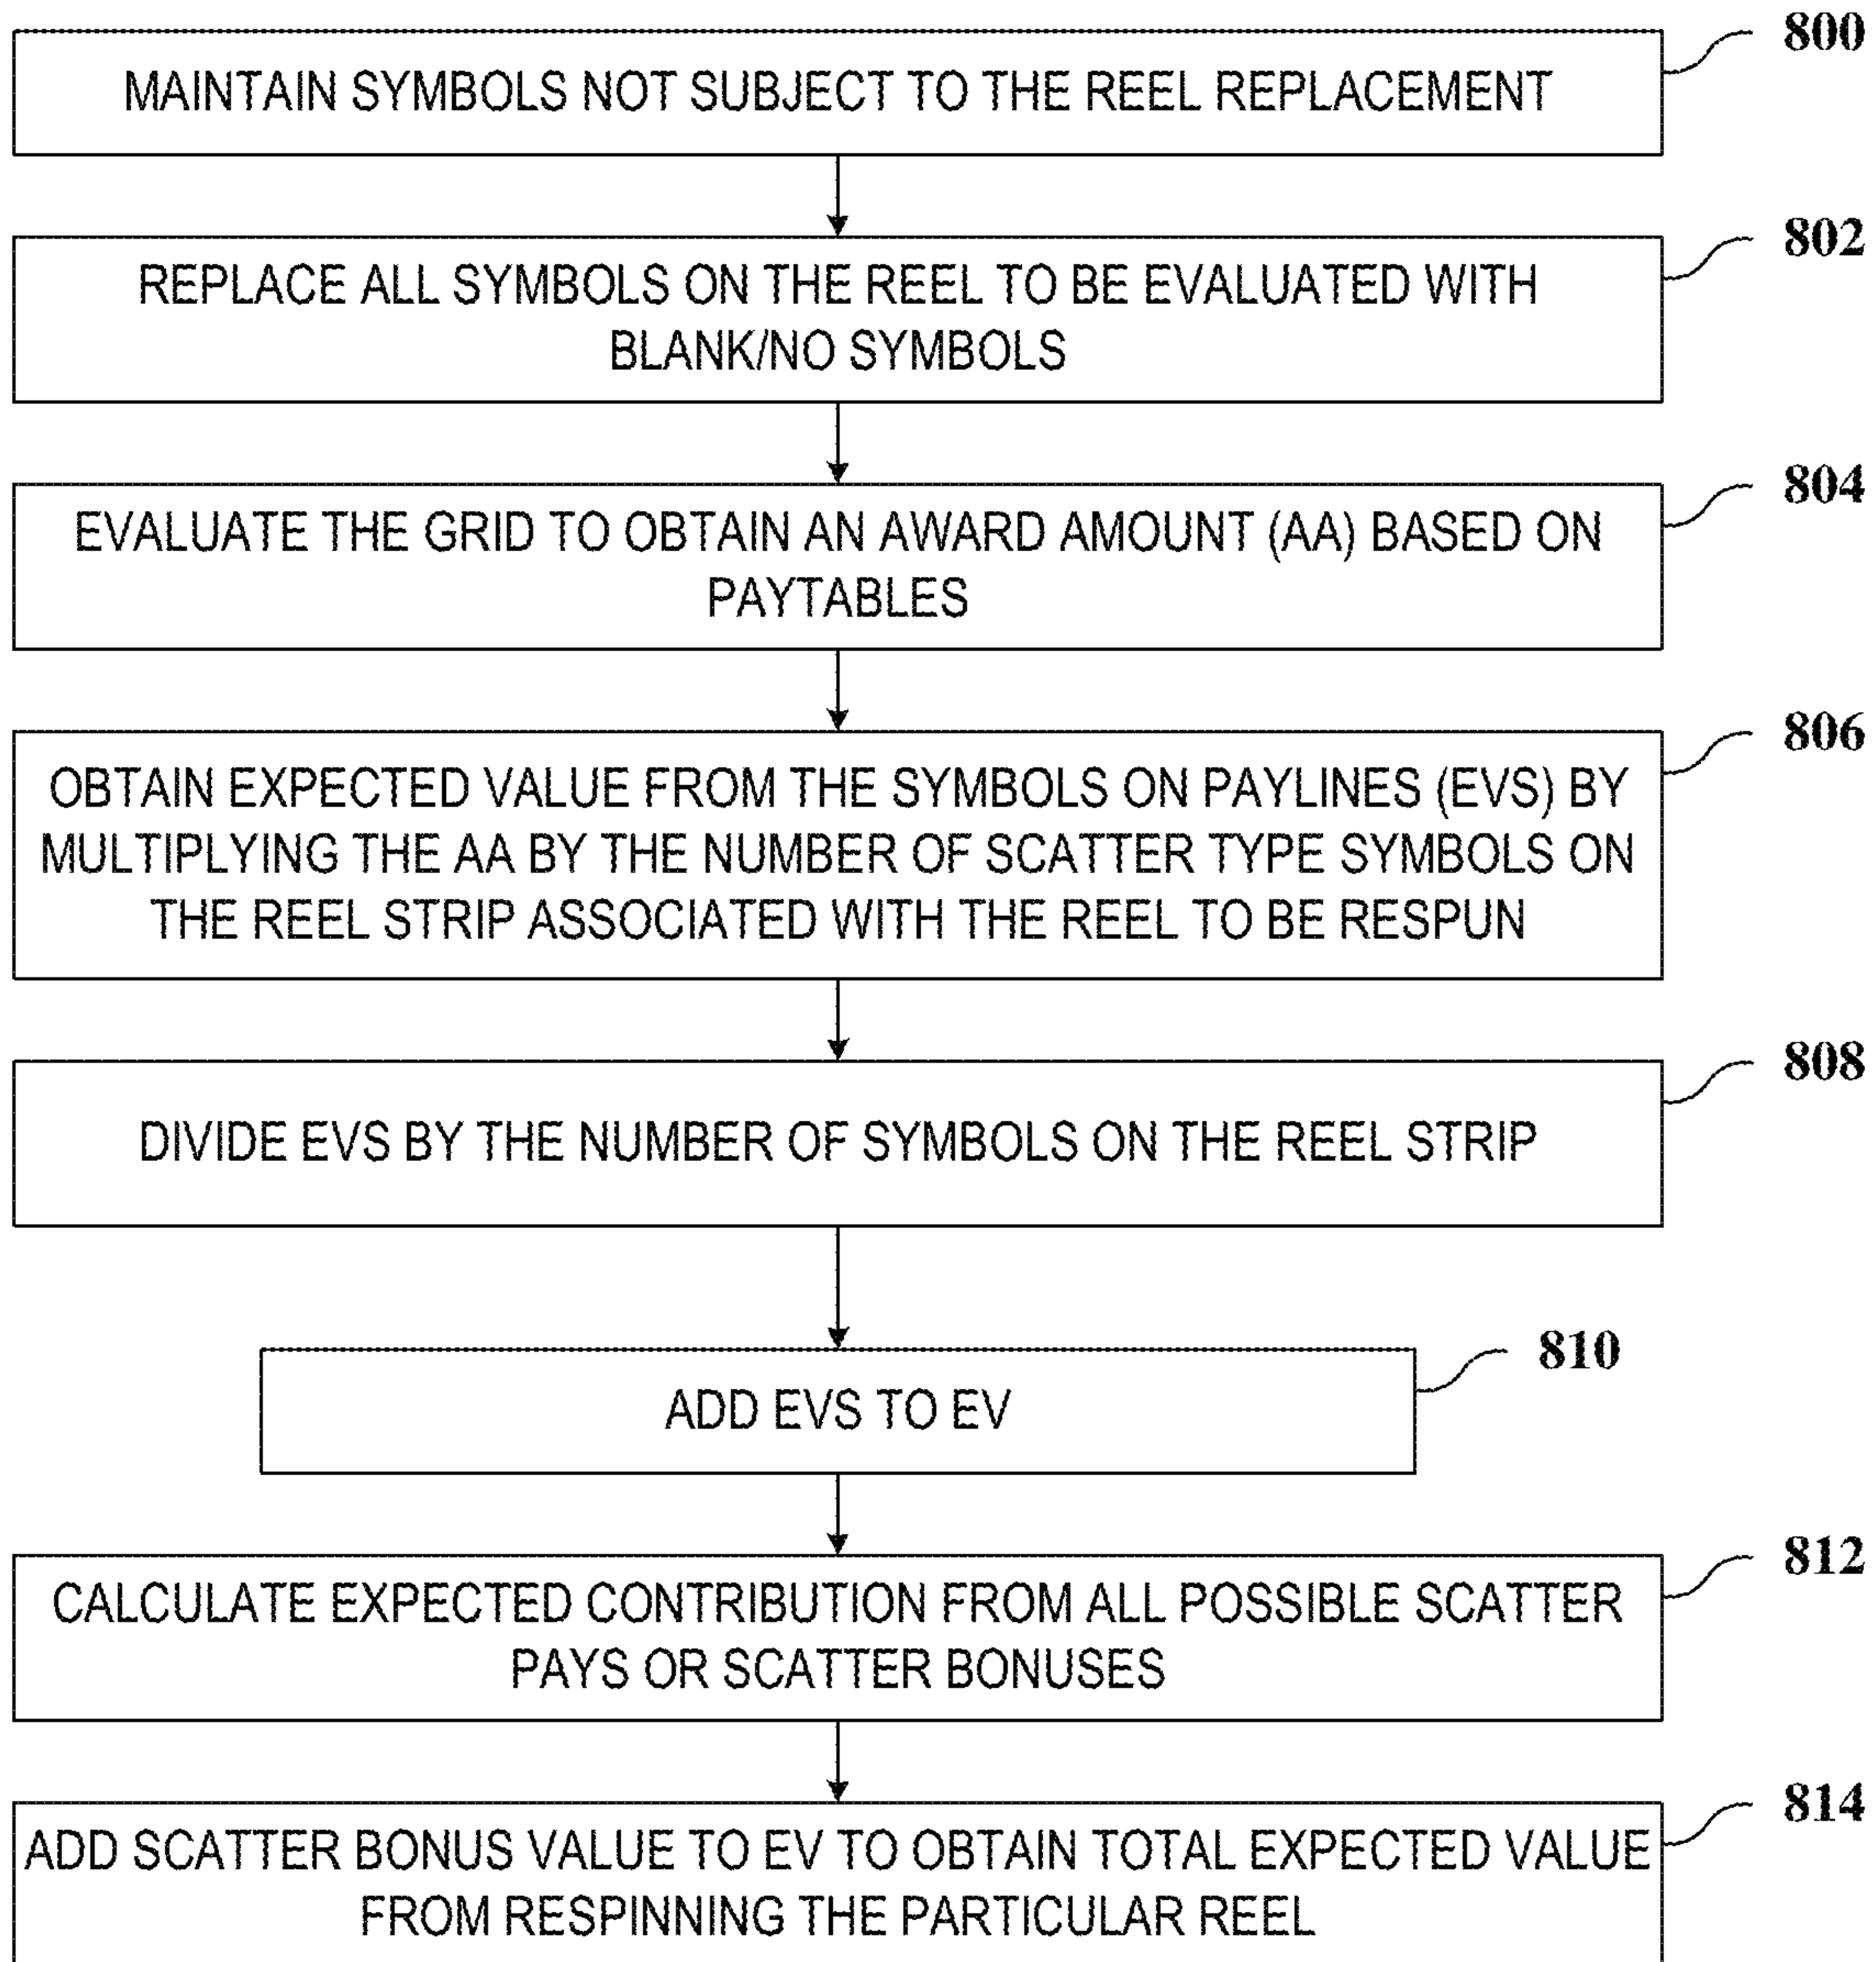 800
MAINTAIN SYMBOLS NOT SUBJECT TO THE REEL REPLACEMENT
802
REPLACE ALL SYMBOLS ON THE REEL TO BE EVALUATED WITH
BLANK/NO SYMBOLS
804
EVALUATE THE GRID TO OBTAIN AN AWARD AMOUNT (AA) BASED ON
PAYTABLES
806
OBTAIN EXPECTED VALUE FROM THE SYMBOLS ON PAYLINES (EVS) BY
MULTIPLYING THE AA BY THE NUMBER OF SCATTER TYPE SYMBOLS ON
THE REEL STRIP ASSOCIATED WITH THE REEL TO BE RESPUN
808
DIVIDE EVS BY THE NUMBER OF SYMBOLS ON THE REEL STRIP
810
ADD EVS TO EV
812
CALCULATE EXPECTED CONTRIBUTION FROM ALL POSSIBLE SCATTER
PAYS OR SCATTER BONUSES
814
ADD SCATTER BONUS VALUE TO EV TO OBTAIN TOTAL EXPECTED VALUE
FROM RESPINNING THE PARTICULAR REEL